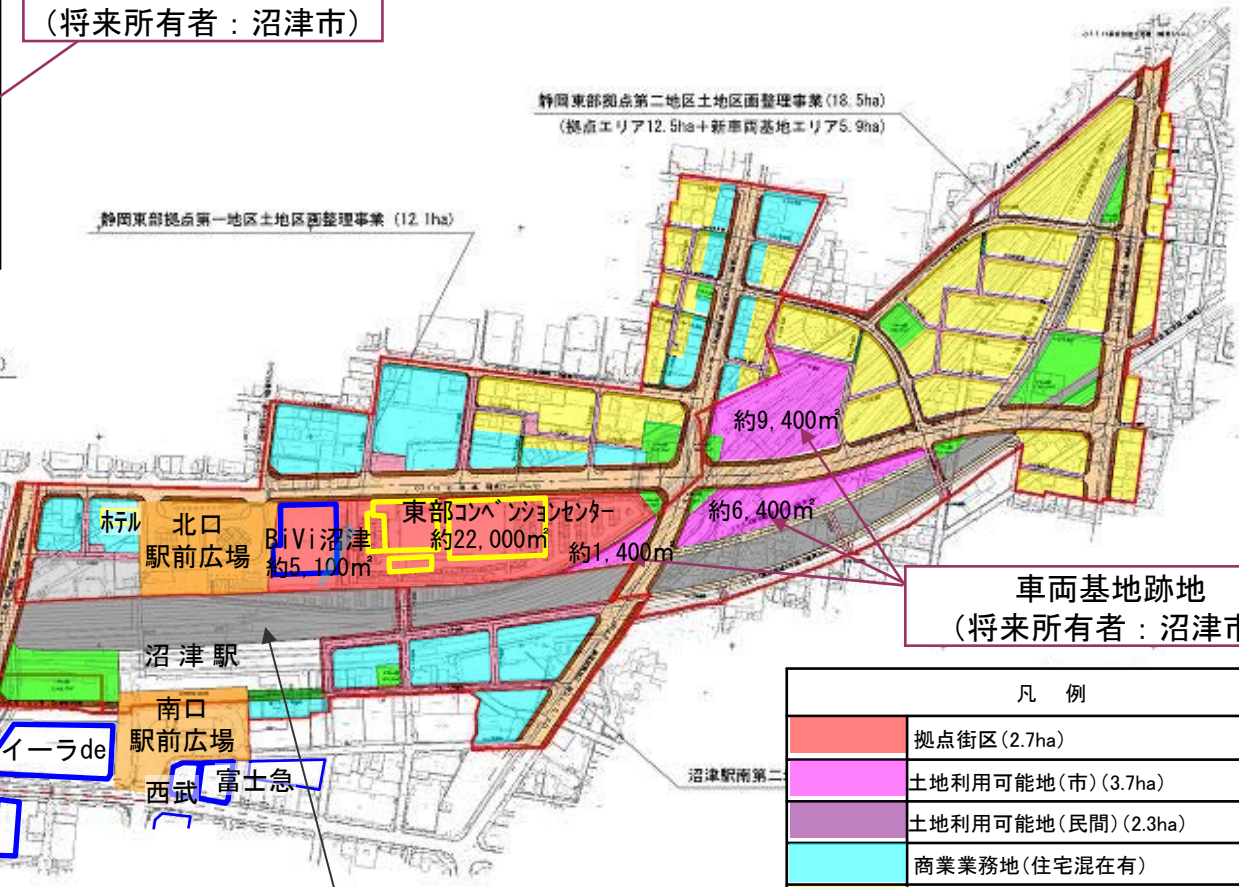 (将来所有者：沼津市)
静岡東部拠点第二地区土地区画整理事業(18.5ha)
(拠点エリア12.5ha+新車両基地エリア5.9ha)
静岡東部拠点第一地区土地区画整理事業 (12.1ha)
約9,400㎡
ホテル
北口
駅前広場
BiVi沼津
約5,100㎡
東部コンベンションセンター
約22,000㎡
約6,400㎡
約1,400㎡
車両基地跡地
(将来所有者：沼津市
沼津駅
南口
駅前広場
イーラde
西武
富士急
沼津駅南第二
凡 例
拠点街区(2.7ha)
土地利用可能地(市)(3.7ha)
土地利用可能地(民間)(2.3ha)
商業業務地(住宅混在有)